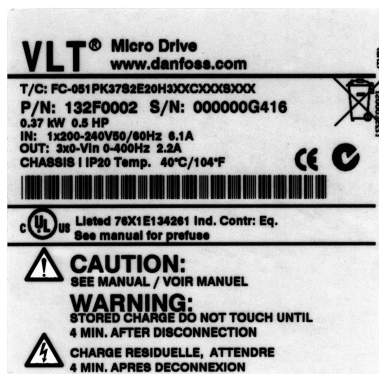 VLT® Micro Drive
www.danfoss.com
T/C: FC-051PK37S2E20H3XXCXXXSXXX
P/N: 132F0002 S/N: 000000G416
0.37 kW 0.5 HP
IN: 1x200-240V50/60Hz 6.1A
OUT: 3x0-Vin 0-400Hz 2.2A
CHASSIS I IP20 Temp. 40°C/104°F
CE
c UL US Listed 76X1E134261 Ind. Contr: Eq.
See manual for prefuse
CAUTION:
SEE MANUAL / VOIR MANUEL
WARNING:
STORED CHARGE DO NOT TOUCH UNTIL
4 MIN. AFTER DISCONNECTION
CHARGE RESIDUELLE, ATTENDRE
4 MIN. APRES DECONNEXION